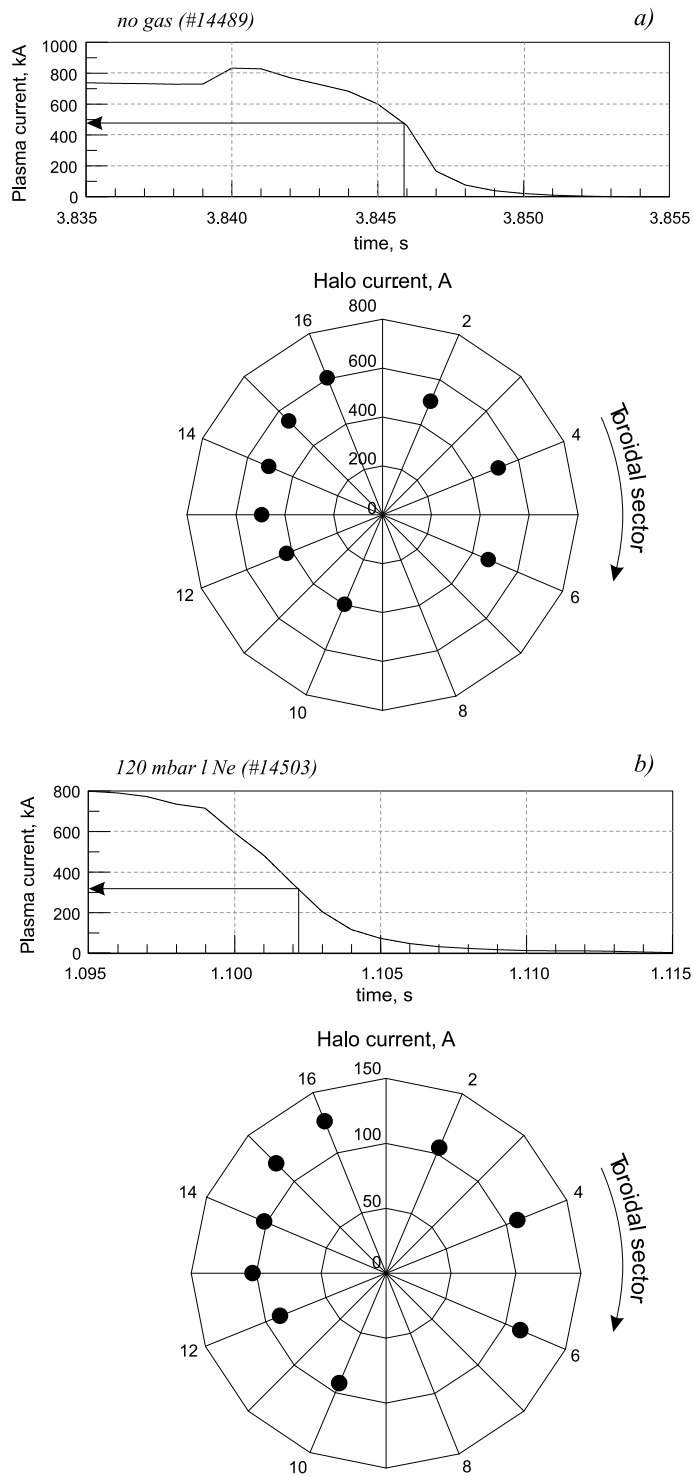 no gas (#14489)
a)
Plasma current, kA
1000
800
600
400
200
0
3.835 3.840 3.845 3.850 3.855
time, s
Halo current, A
800
600
400
200
0
16
2
14
4
12
6
10
8
Toroidal sector
120 mbar l Ne (#14503)
b)
Plasma current, kA
800
600
400
200
0
1.095 1.100 1.105 1.110 1.115
time, s
Halo current, A
150
100
50
0
16
2
14
4
12
6
10
8
Toroidal sector